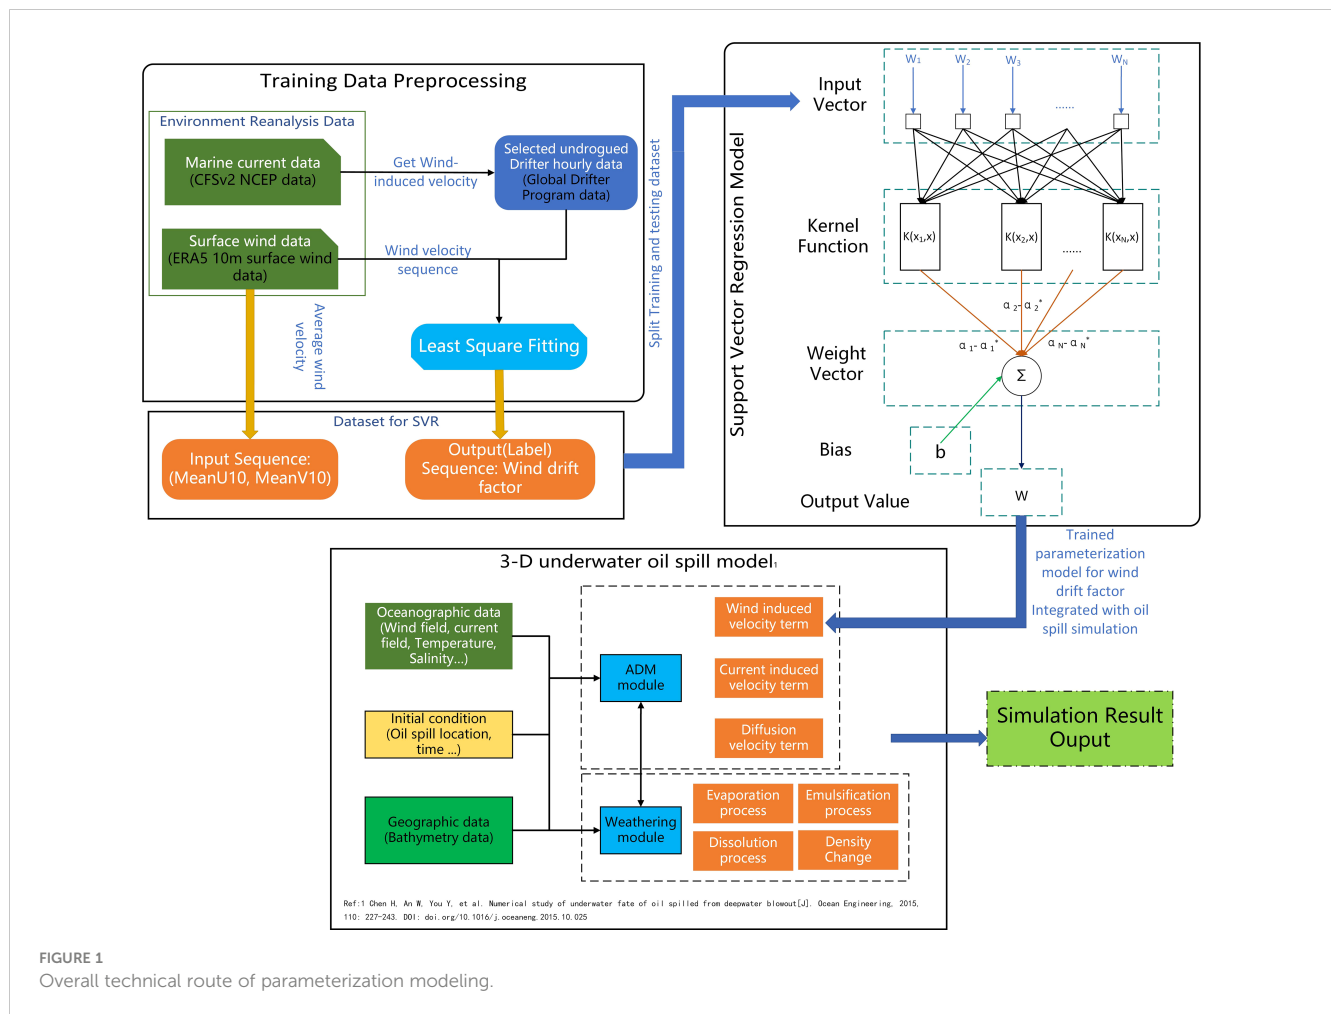 Training Data Preprocessing
Environment Reanalysis Data
Marine current data
(CFSv2 NCEP data)
Get Wind-
induced velocity
Selected undrogued
Drifter hourly data
(Global Drifter
Program data)
Surface wind data
(ERA5 10m surface wind
data)
Wind velocity
sequence
Average wind
velocity
Least Square Fitting
Split Training and testing dataset
Dataset for SVR
Input Sequence:
(MeanU10, MeanV10)
Output(Label)
Sequence: Wind drift
factor
Support Vector Regression Model
Input
Vector
W1
W2
W3
......
WN
Kernel
Function
K(x1,x)
K(x2,x)
......
K(xN,x)
α 2- α 2*
α 1- α 1*
α N- α N*
Weight
Vector
Σ
Bias
b
Output Value
W
Trained
parameterization
model for wind
drift factor
Integrated with oil
spill simulation
3-D underwater oil spill model1
Oceanographic data
(Wind field, current
field, Temperature,
Salinity...)
Initial condition
(Oil spill location,
time ...)
Geographic data
(Bathymetry data)
ADM
module
Weathering
module
Wind induced
velocity term
Current induced
velocity term
Diffusion
velocity term
Evaporation
process
Emulsification
process
Dissolution
process
Density
Change
Simulation Result
Ouput
Ref:1 Chen H, An W, You Y, et al. Numerical study of underwater fate of oil spilled from deepwater blowout[J]. Ocean Engineering, 2015,
110: 227-243. DOI: doi.org/10.1016/j.oceaneng.2015.10.025
FIGURE 1
Overall technical route of parameterization modeling.